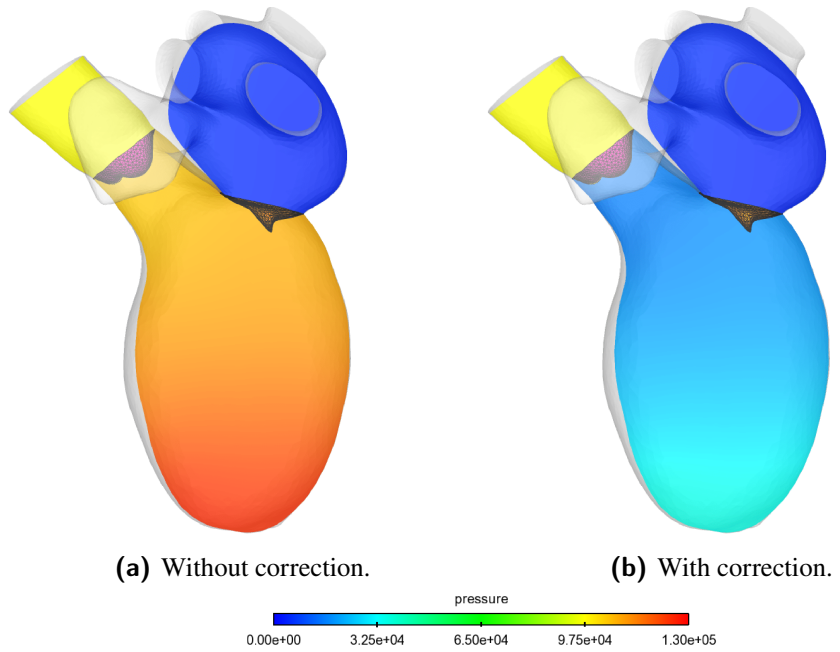 (a) Without correction.
(b) With correction.
pressure
0.00e+00 3.25e+04 6.50e+04 9.75e+04 1.30e+05